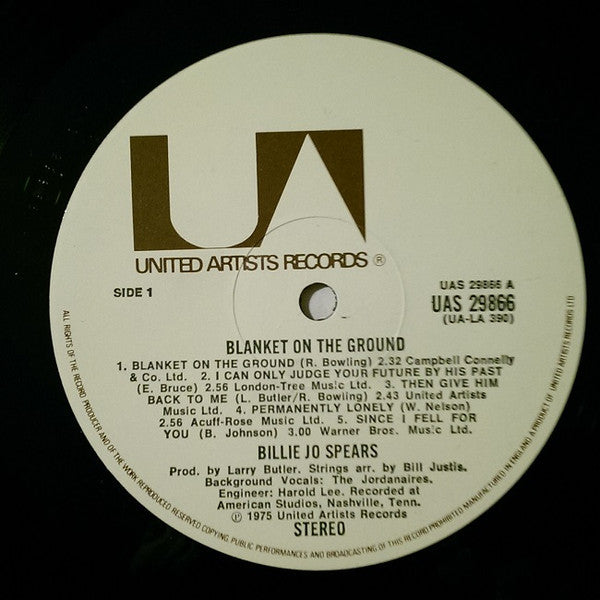 UA
UNITED ARTISTS RECORDS ®
SIDE 1
UAS 29866 A
UAS 29866
(UA-LA 390)
BLANKET ON THE GROUND
1. BLANKET ON THE GROUND (R. Bowling) 2.32 Campbell Connelly
& Co. Ltd. 2. I CAN ONLY JUDGE YOUR FUTURE BY HIS PAST
(E. Bruce) 2.56 London-Tree Music Ltd. 3. THEN GIVE HIM
BACK TO ME (L. Butler/R. Bowling) 2.43 United Artists
Music Ltd. 4. PERMANENTLY LONELY (W. Nelson)
2.56 Acuff-Rose Music Ltd. 5. SINCE I FELL FOR
YOU (B. Johnson) 3.00 Warner Bros. Music Ltd.
BILLIE JO SPEARS
Prod. by Larry Butler. Strings arr. by Bill Justis.
Background Vocals: The Jordanaires.
Engineer: Harold Lee. Recorded at
American Studios, Nashville, Tenn.
℗ 1975 United Artists Records
STEREO
ALL RIGHTS OF THE RECORD PRODUCER AND OF THE WORK REPRODUCED RESERVED COPYING, PUBLIC PERFORMANCES AND BROADCASTING OF THIS RECORD PROHIBITED MANUFACTURED IN ENGLAND A PRODUCT OF UNITED ARTISTS RECORDS LTD